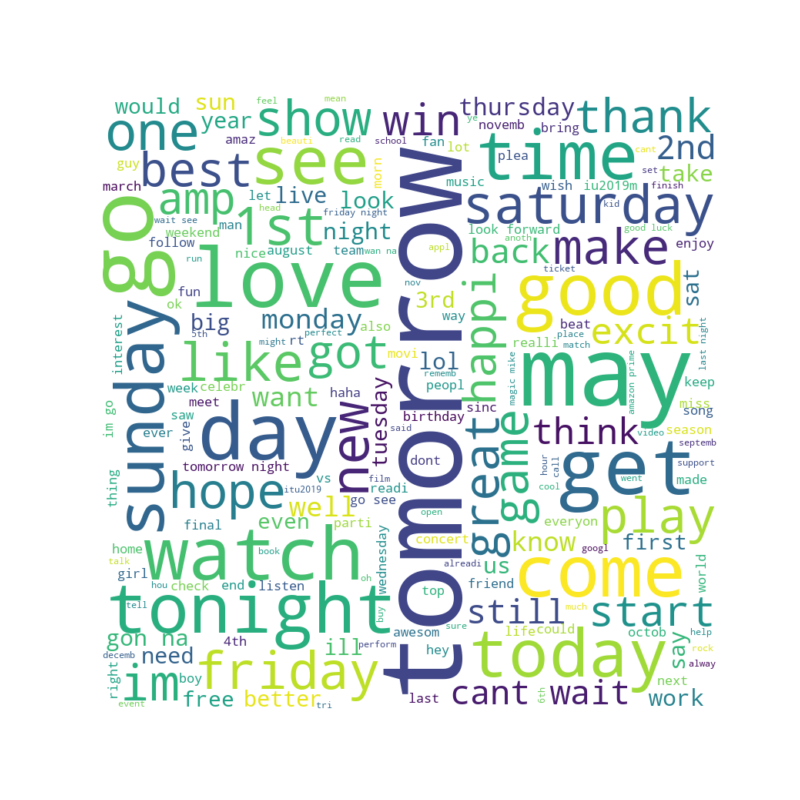 would
sun
year
show
win
thursday
thank
feel
mean
amaz
beauti
read
school
fan
lot
ye
novemb
bring
plea
cant
2nd
one
guy
best
see
morn
time
set
take
march
go
amp
let
live
look
music
wish
iu2019m
finish
wait see
head
friday night
kid
weekend
1st
man
night
saturday
follow
august
team
wan na
look forward
good luck
nice
appl
anoth
back
make
enjoy
run
fun
love
tomorrow
nov
3rd
happi
ticket
good
sat
ok
perfect
way
5th
big
monday
also
beat
place
excit
might
rt
realli
match
last night
interest
sunday
like
got
movi
lol
magic mike
may
amazon prime
rememb
peopl
keep
week
celebr
want
haha
miss
saw
meet
new
tuesday
birthday
sinc
song
im go
ever
give
day
said
great
game
think
video
season
septemb
tomorrow night
vs
film
dont
hour
call
get
went
support
thing
hope
itu2019
readi
go see
cool
made
final
well
open
everyon
play
even
parti
concert
know
first
home
watch
book
wednesday
alreadi
googl
us
world
talk
girl
check
end
listen
oh
friend
come
tell
hou
tonight
buy
top
sure
still
much
start
gon na
4th
perform
awesom
life
could
octob
help
decemb
need
ill
hey
today
say
rock
right
im
boy
friday
alway
event
free
better
tri
last
cant
wait
6th
work
next